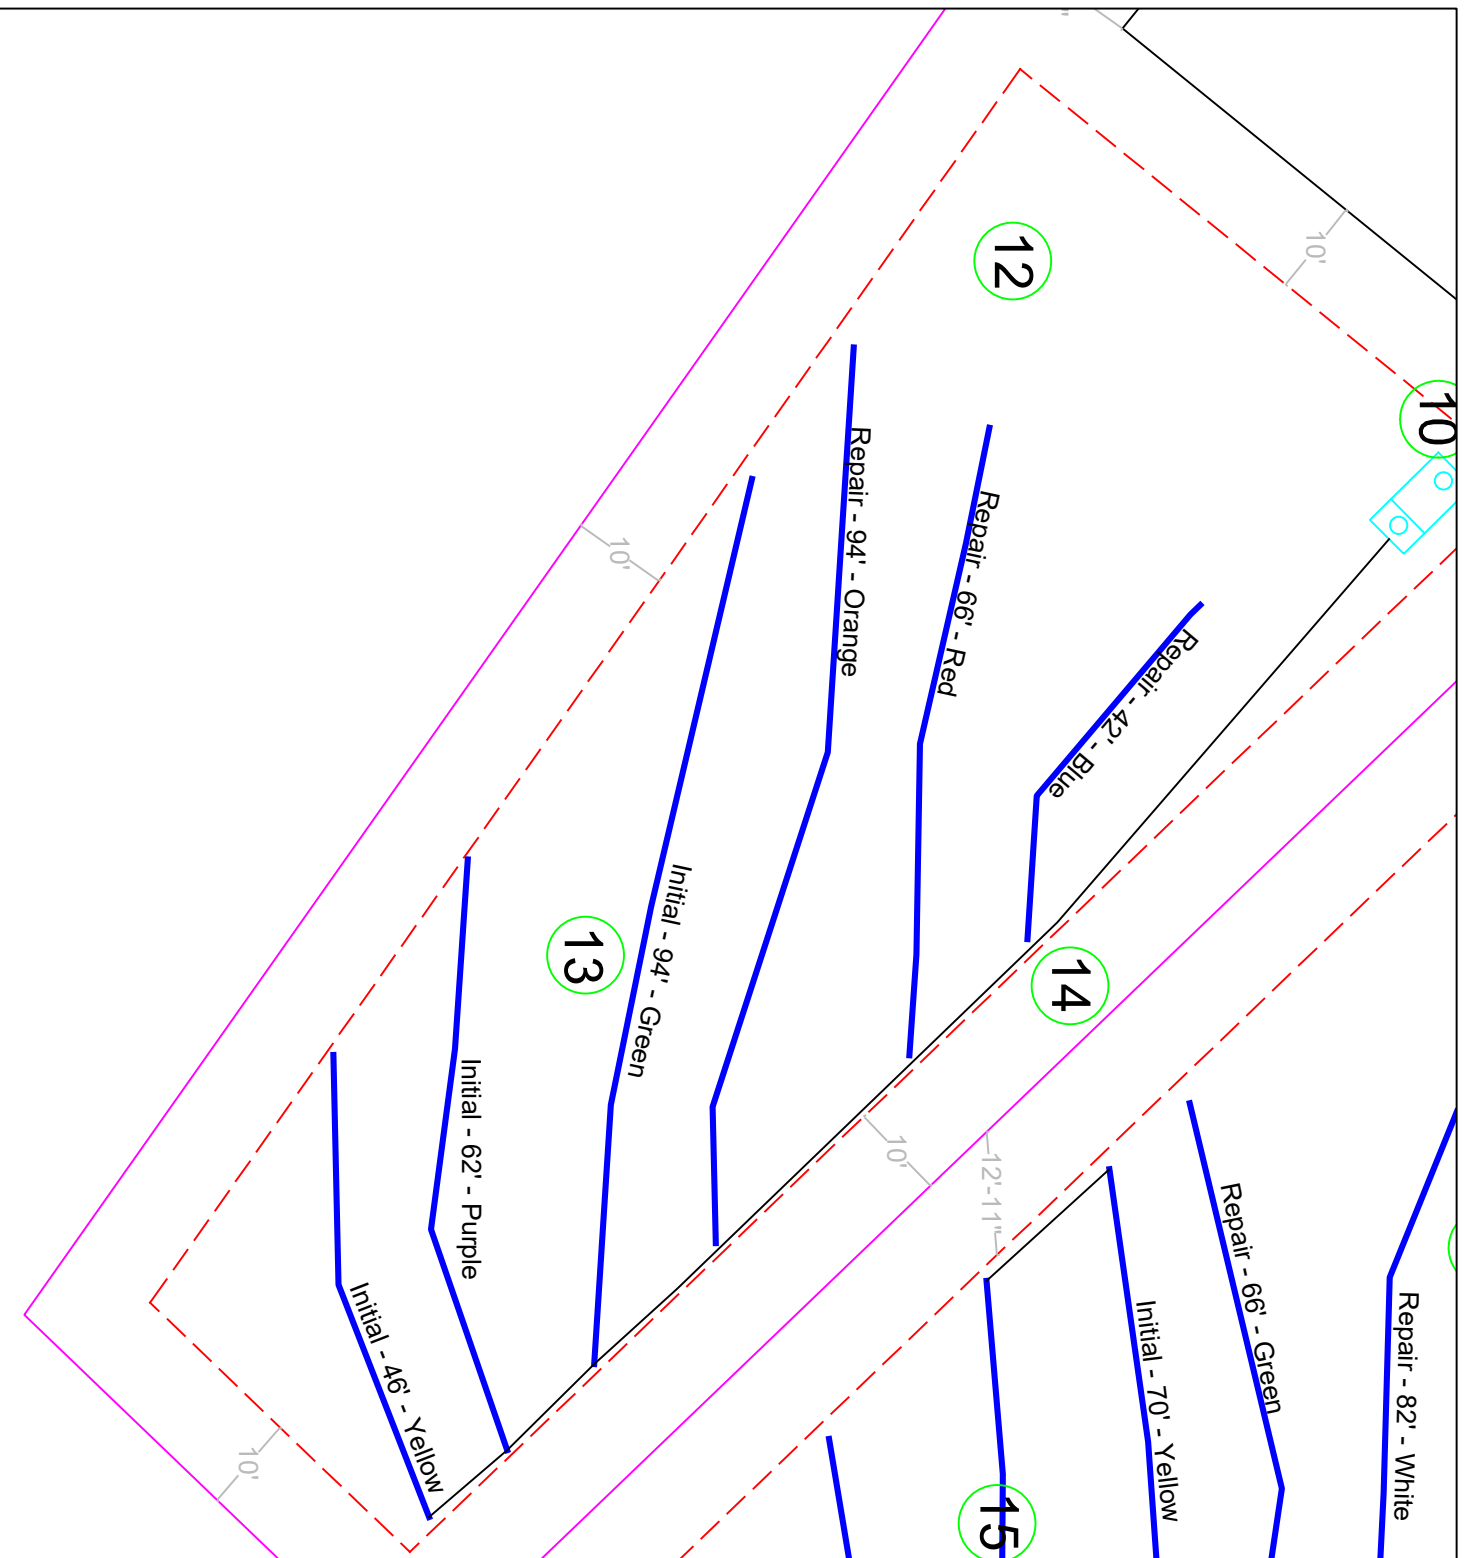 12
10'
10
Repair - 94' - Orange
Repair - 66' - Red
10'
Repair - 42' - Blue
13
Initial - 94' - Green
14
Initial - 62' - Purple
10'
12'-11"
Repair - 66' - Green
Initial - 46' - Yellow
Initial - 70' - Yellow
Repair - 82' - White
10'
15